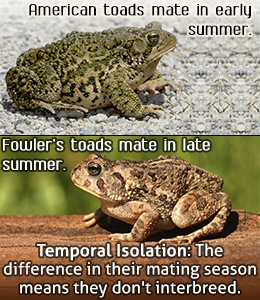 American toads mate in early
summer.
Fowler's toads mate in late
summer.
Temporal Isolation: The
difference in their mating season
means they don't interbreed.